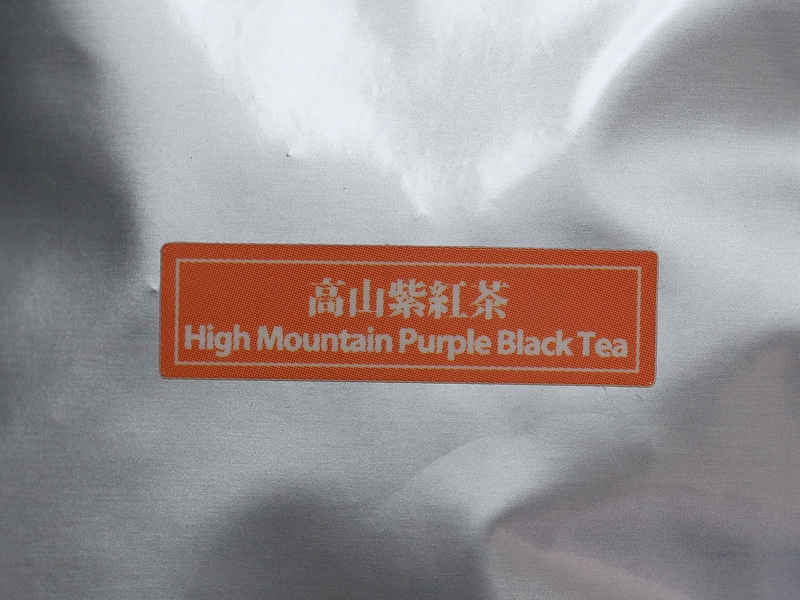 高山紫紅茶
High Mountain Purple Black Tea